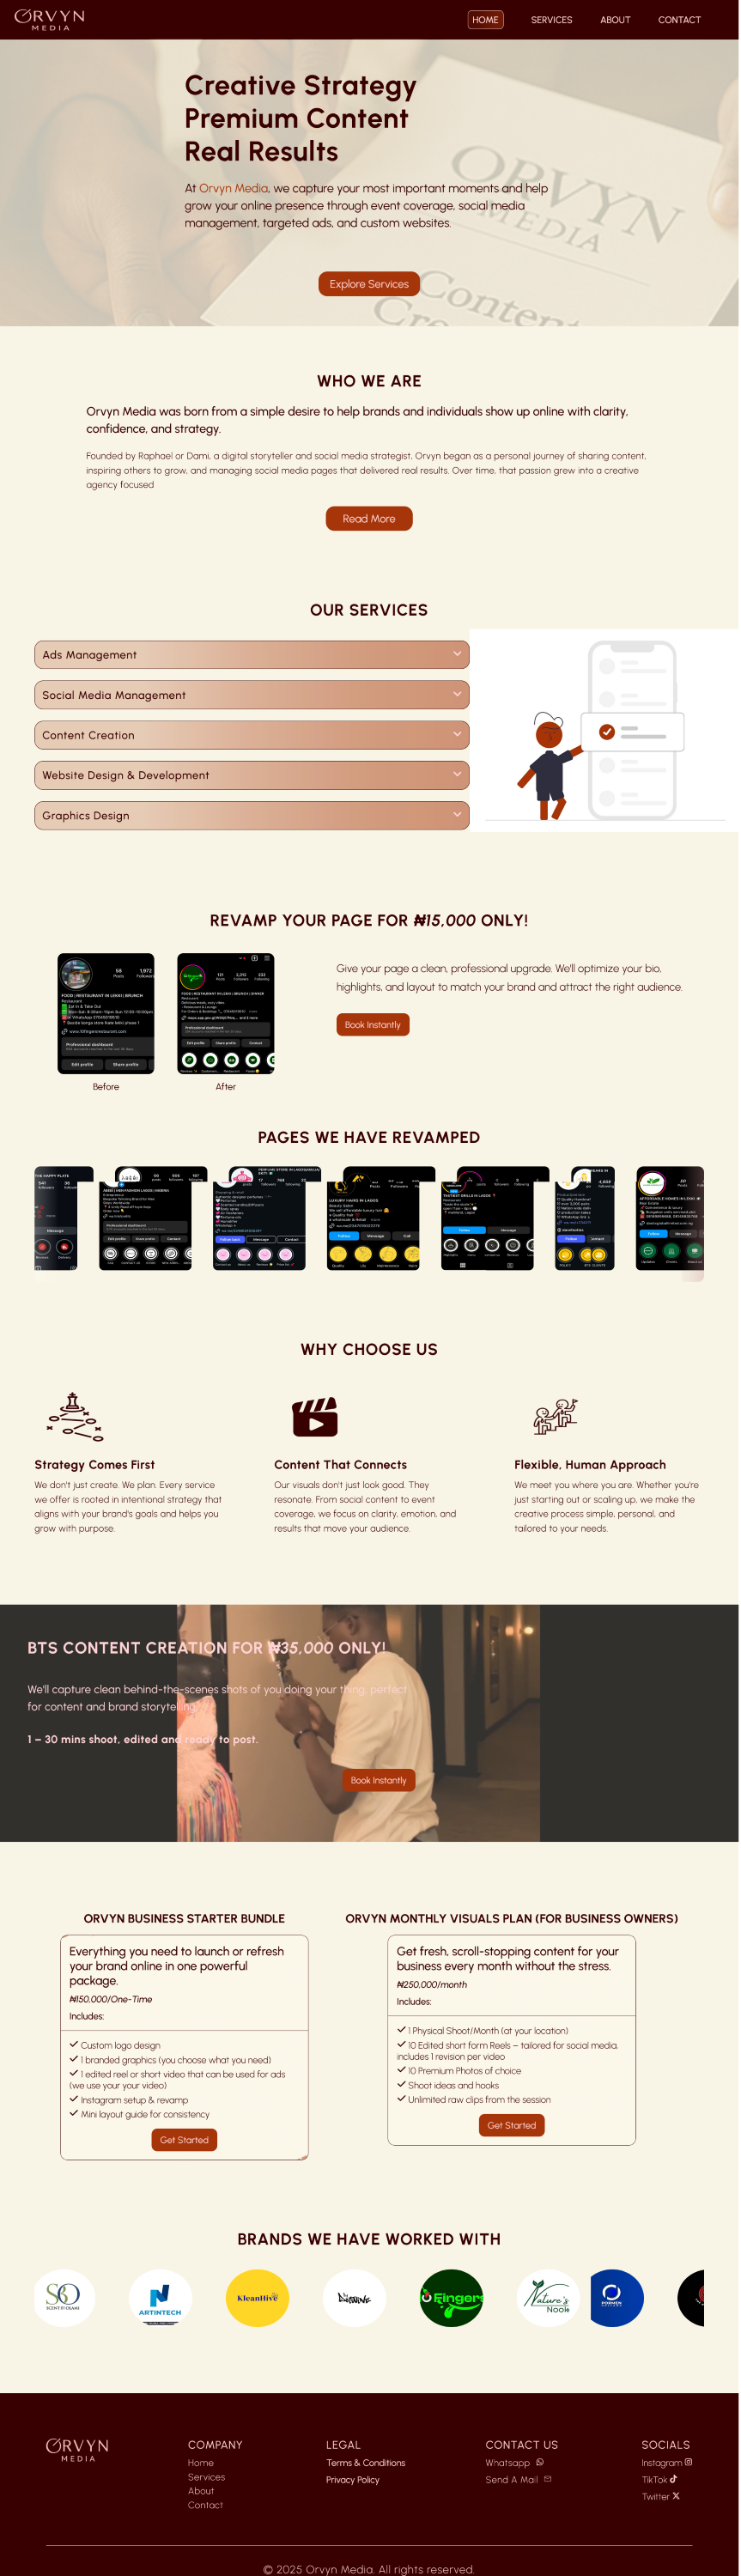 ORVYN
MEDIA
HOME
SERVICES
ABOUT
CONTACT
Creative Strategy
Premium Content
Real Results
At Orvyn Media, we capture your most important moments and help
grow your online presence through event coverage, social media
management, targeted ads, and custom websites.
ORVYN
MEDIA
Content
Explore Services
WHO WE ARE
Orvyn Media was born from a simple desire to help brands and individuals show up online with clarity,
confidence, and strategy.
Founded by Raphael or Dami, a digital storyteller and social media strategist, Orvyn began as a personal journey of sharing content,
inspiring others to grow, and managing social media pages that delivered real results. Over time, that passion grew into a creative
agency focused
Read More
OUR SERVICES
Ads Management
Social Media Management
Content Creation
Website Design & Development
Graphics Design
REVAMP YOUR PAGE FOR ₦15,000 ONLY!
Give your page a clean, professional upgrade. We'll optimize your bio,
highlights, and layout to match your brand and attract the right audience.
Book Instantly
Before
After
PAGES WE HAVE REVAMPED
WHY CHOOSE US
Strategy Comes First
We don't just create. We plan. Every service
we offer is rooted in intentional strategy that
aligns with your brand's goals and helps you
grow with purpose.
Content That Connects
Our visuals don't just look good. They
resonate. From social content to event
coverage, we focus on clarity, emotion, and
results that move your audience.
Flexible, Human Approach
We meet you where you are. Whether you're
just starting out or scaling up, we make the
creative process simple, personal, and
tailored to your needs.
BTS CONTENT CREATION FOR ₦35,000 ONLY!
We'll capture clean behind-the-scenes shots of you doing your thing, perfect
for content and brand storytelling.
1 – 30 mins shoot, edited and ready to post.
Book Instantly
ORVYN BUSINESS STARTER BUNDLE
Everything you need to launch or refresh
your brand online in one powerful
package.
₦150,000/One-Time
Includes:
Custom logo design
1 branded graphics (you choose what you need)
1 edited reel or short video that can be used for ads
(we use your your video)
Instagram setup & revamp
Mini layout guide for consistency
Get Started
ORVYN MONTHLY VISUALS PLAN (FOR BUSINESS OWNERS)
Get fresh, scroll-stopping content for your
business every month without the stress.
₦250,000/month
Includes:
1 Physical Shoot/Month (at your location)
10 Edited short form Reels – tailored for social media,
includes 1 revision per video
10 Premium Photos of choice
Shoot ideas and hooks
Unlimited raw clips from the session
Get Started
BRANDS WE HAVE WORKED WITH
ARTINTECH
KleanHive
Fingers
Nature's
Nook
ORVYN
MEDIA
COMPANY
Home
Services
About
Contact
LEGAL
Terms & Conditions
Privacy Policy
CONTACT US
Whatsapp
Send A Mail
SOCIALS
Instagram
TikTok
Twitter
© 2025 Orvyn Media. All rights reserved.